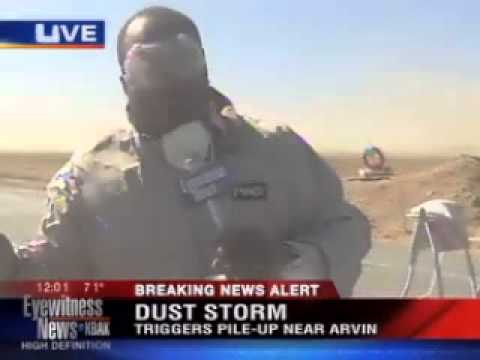 LIVE
12:01 71°
BREAKING NEWS ALERT
Eyewitness
News KBAK
HIGH DEFINITION
DUST STORM
TRIGGERS PILE-UP NEAR ARVIN